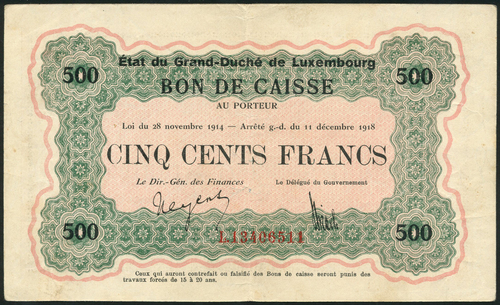 État du Grand-Duché de Luxembourg
500 BON DE CAISSE 500
AU PORTEUR
Loi du 28 novembre 1914 — Arrêté g.-d. du 11 décembre 1918
CINQ CENTS FRANCS
Le Dir.-Gén. des Finances Le Délégué du Gouvernement
Neyens
L13406511
500 500
Ceux qui auront contrefait ou falsifié des Bons de caisse seront punis des
travaux forcés de 15 à 20 ans.